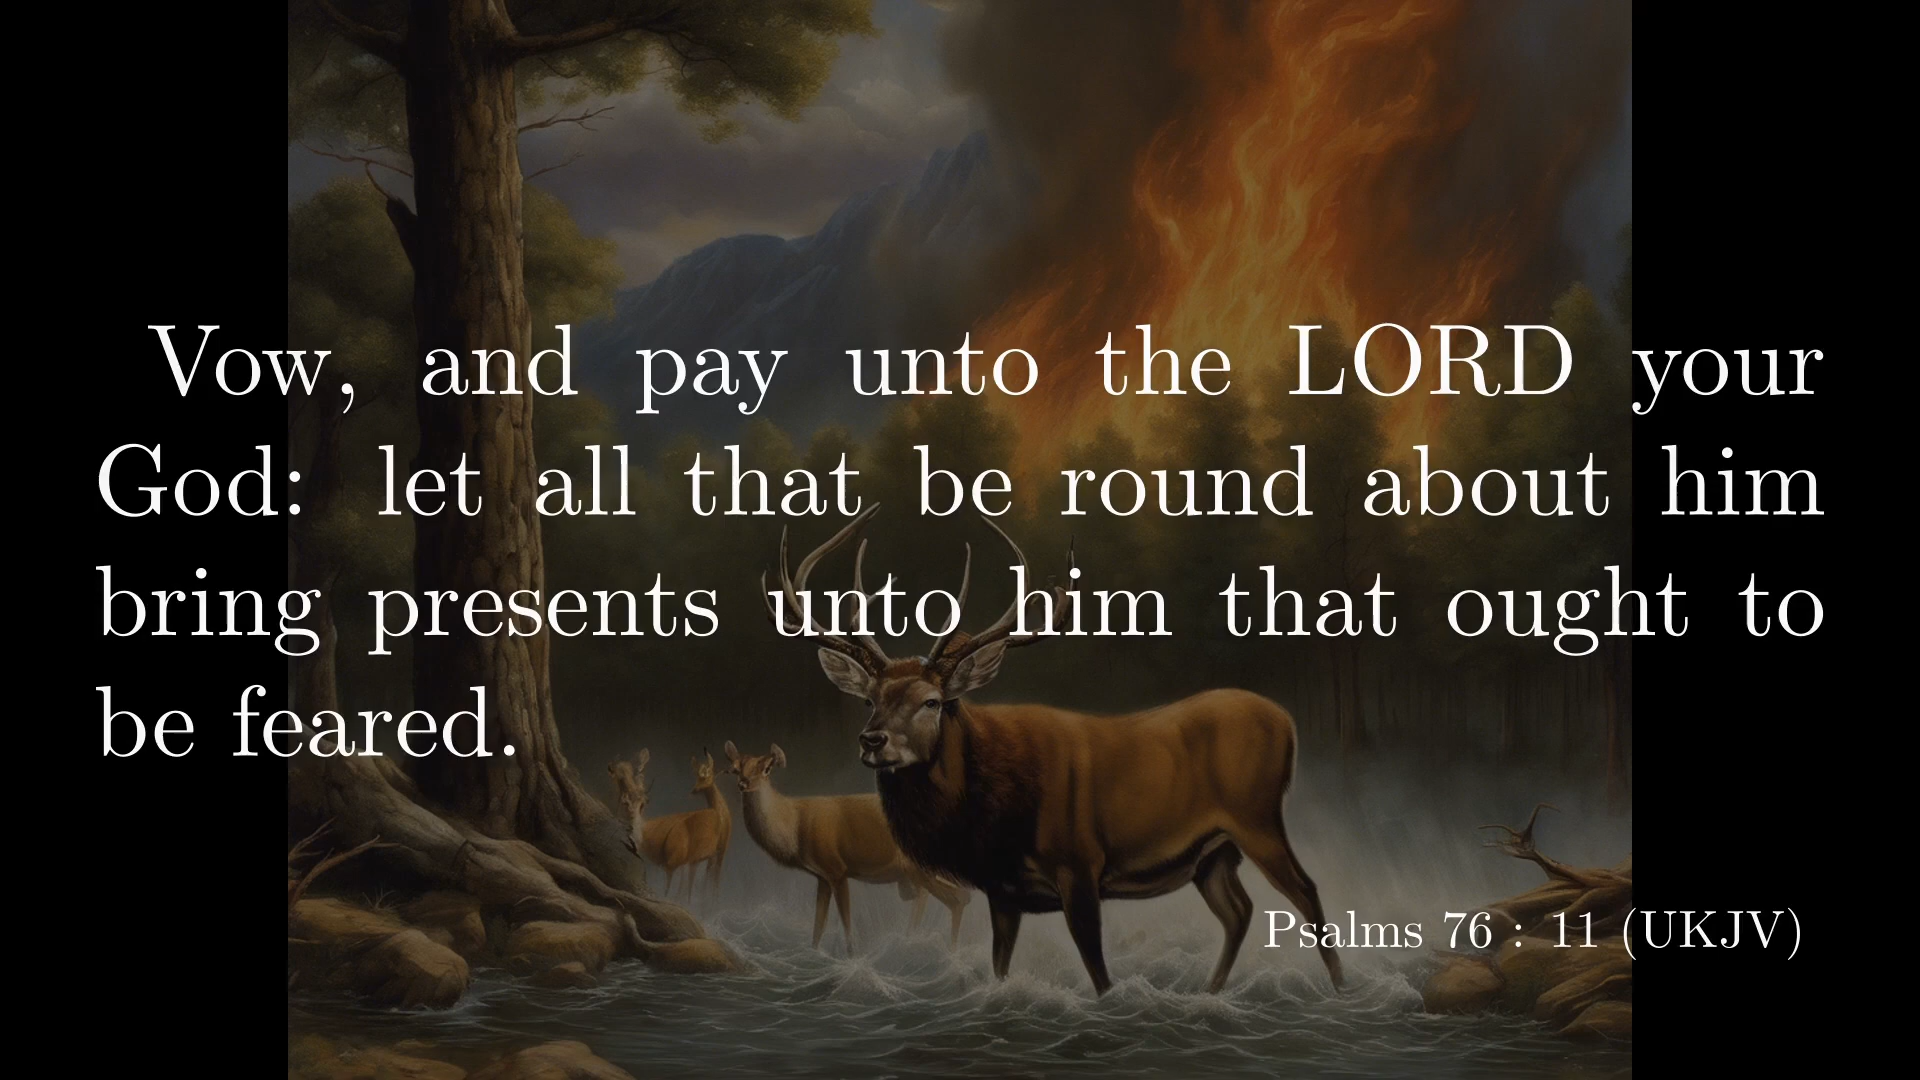 Vow, and pay unto the LORD your
God: let all that be round about him
bring presents unto him that ought to
be feared.
Psalms 76 : 11 (UKJV)